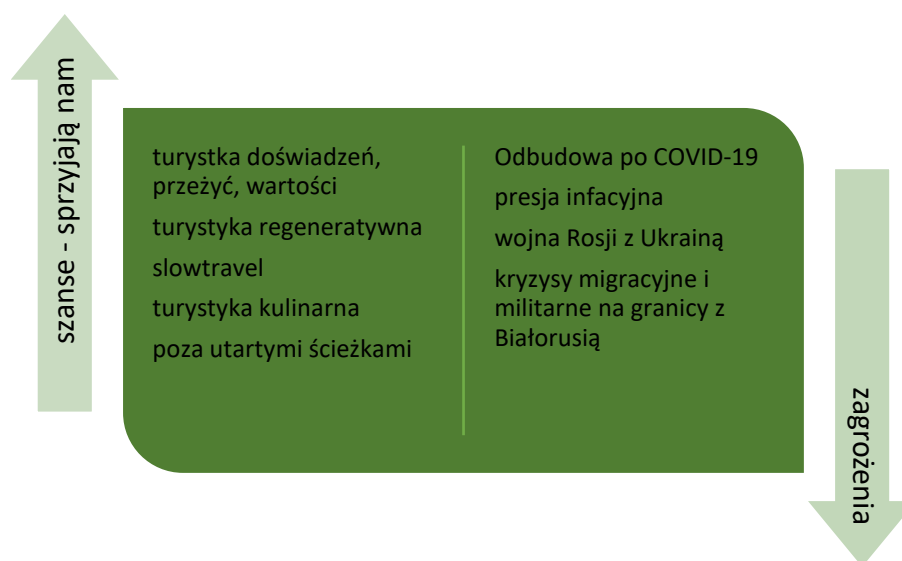 szanse - sprzyjają nam
turystka doświadzeń,
przeżyć, wartości
turystyka regeneratywna
slowtravel
turystyka kulinarna
poza utartymi ścieżkami
Odbudowa po COVID-19
presja infacyjna
wojna Rosji z Ukrainą
kryzysy migracyjne i
militarne na granicy z
Białorusią
zagrożenia